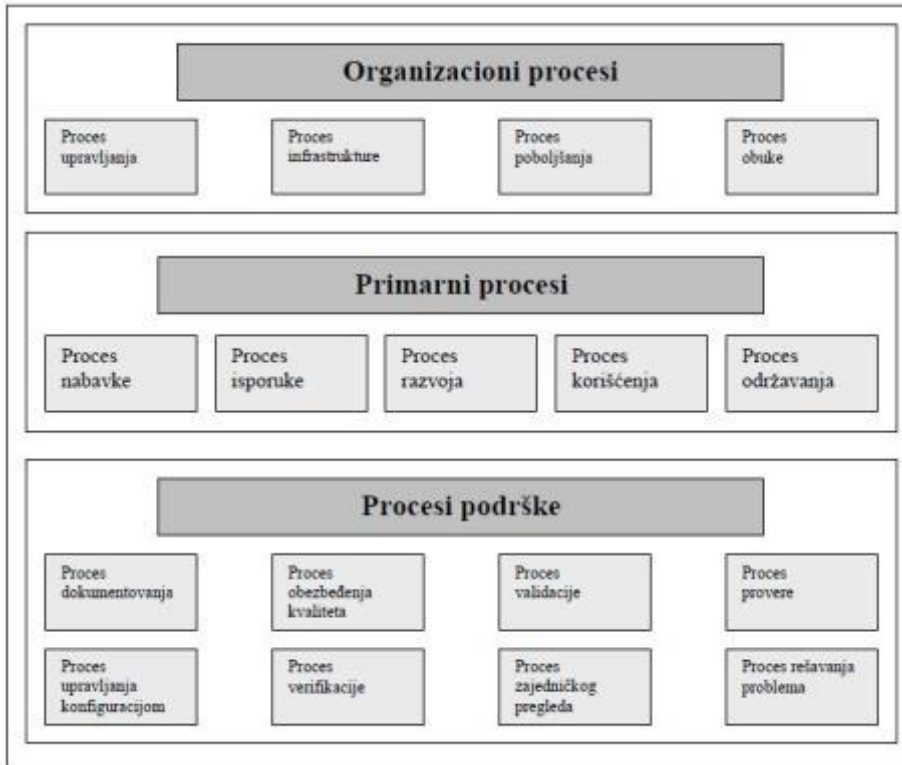 Organizacioni procesi
Proces
upravljanja
Proces
infrastrukture
Proces
poboljšanja
Proces
obuke
Primarni procesi
Proces
nabavke
Proces
isporuke
Proces
razvoja
Proces
korišćenja
Proces
održavanja
Procesi podrške
Proces
dokumentovanja
Proces
obezbeđenja
kvaliteta
Proces
validacije
Proces
provere
Proces
upravljanja
konfiguracijom
Proces
verifikacije
Proces
zajedničkog
pregleda
Proces rešavanja
problema